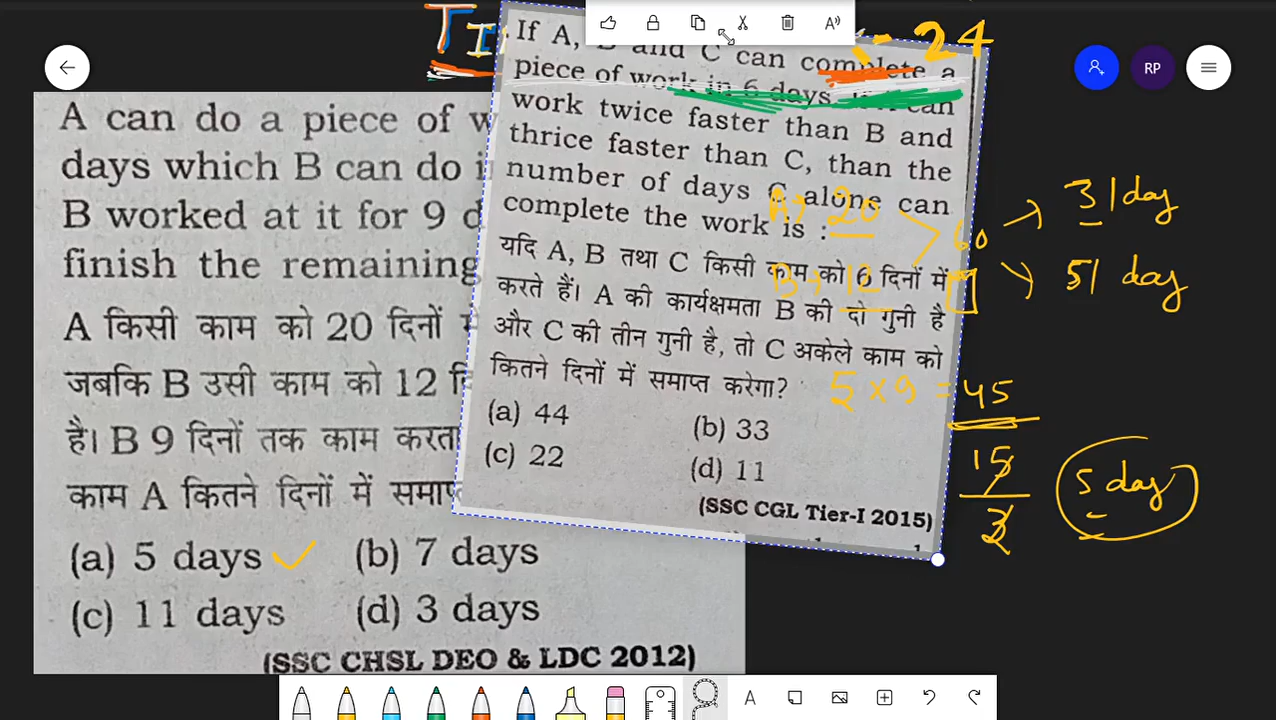 TI
- 24
A can do a piece of w
days which B can do i
B worked at it for 9 d
finish the remaining
A किसी काम को 20 दिनों में
जबकि B उसी काम को 12 दि
है। B 9 दिनों तक काम करता
काम A कितने दिनों में समाप्त
(a) 5 days ✓ (b) 7 days
(c) 11 days (d) 3 days
(SSC CHSL DEO & LDC 2012)
If A, B and C can complete a
piece of work in 6 days. can
work twice faster than B and
thrice faster than C, than the
number of days C alone can
complete the work is :
यदि A, B तथा C किसी काम को 6 दिनों में
करते हैं। A की कार्यक्षमता B की दो गुनी है
और C की तीन गुनी है, तो C अकेले काम को
कितने दिनों में समाप्त करेगा?
(a) 44 (b) 33
(c) 22 (d) 11
(SSC CGL Tier-I 2015)
A → 20
B → 12
60
→ 3/day
→ 5/ day
5 × 9 = 45
15
3
5 day
RP
A
A